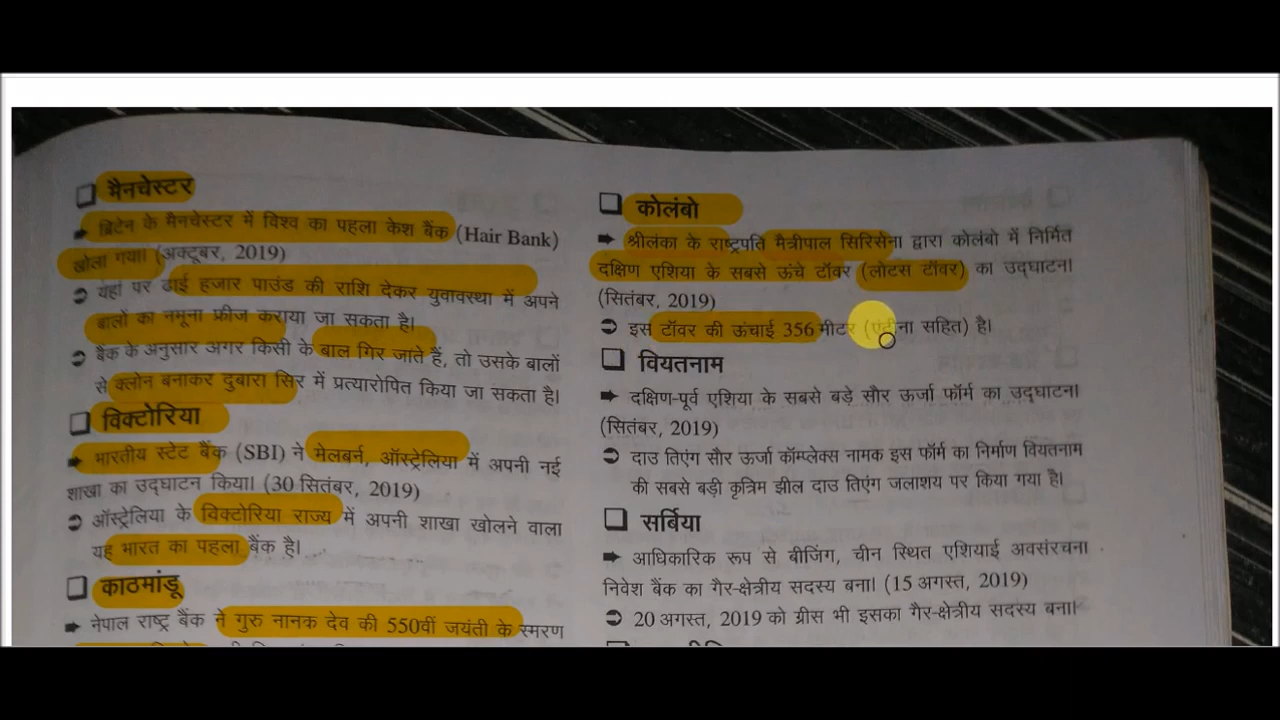 ❑ मैनचेस्टर
➡ ब्रिटेन के मैनचेस्टर में विश्व का पहला केश बैंक (Hair Bank)
खोला गया। (अक्टूबर, 2019)
➲ यहां पर ढाई हजार पाउंड की राशि देकर युवावस्था में अपने
बालों का नमूना फ्रीज कराया जा सकता है।
➲ बैंक के अनुसार अगर किसी के बाल गिर जाते हैं, तो उसके बालों
से क्लोन बनाकर दुबारा सिर में प्रत्यारोपित किया जा सकता है।
❑ विक्टोरिया
➡ भारतीय स्टेट बैंक (SBI) ने मेलबर्न, ऑस्ट्रेलिया में अपनी नई
शाखा का उद्घाटन किया। (30 सितंबर, 2019)
➲ ऑस्ट्रेलिया के विक्टोरिया राज्य में अपनी शाखा खोलने वाला
यह भारत का पहला बैंक है।
❑ काठमांडू
➡ नेपाल राष्ट्र बैंक ने गुरु नानक देव की 550वीं जयंती के स्मरण
❑ कोलंबो
➡ श्रीलंका के राष्ट्रपति मैत्रीपाल सिरिसेना द्वारा कोलंबो में निर्मित
दक्षिण एशिया के सबसे ऊंचे टॉवर (लोटस टॉवर) का उद्घाटन।
(सितंबर, 2019)
➲ इस टॉवर की ऊंचाई 356 मीटर (एंटीना सहित) है।
❑ वियतनाम
➡ दक्षिण-पूर्व एशिया के सबसे बड़े सौर ऊर्जा फॉर्म का उद्घाटन।
(सितंबर, 2019)
➲ दाउ तिएंग सौर ऊर्जा कॉम्प्लेक्स नामक इस फॉर्म का निर्माण वियतनाम
की सबसे बड़ी कृत्रिम झील दाउ तिएंग जलाशय पर किया गया है।
❑ सर्बिया
➡ आधिकारिक रूप से बीजिंग, चीन स्थित एशियाई अवसंरचना
निवेश बैंक का गैर-क्षेत्रीय सदस्य बना। (15 अगस्त, 2019)
➲ 20 अगस्त, 2019 को ग्रीस भी इसका गैर-क्षेत्रीय सदस्य बना।